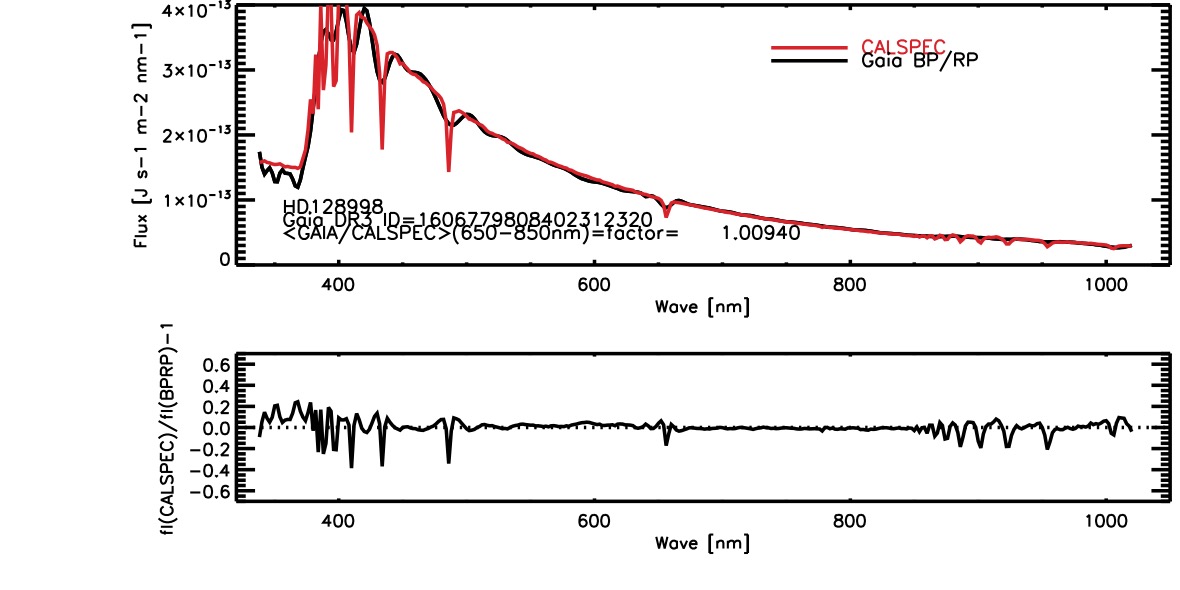 4×10−13
3×10−13
2×10−13
1×10−13
0
Flux [J s−1 m−2 nm−1]
CALSPEC
Gaia BP/RP
HD128998
Gaia DR3 ID=1606779808402312320
<GAIA/CALSPEC>(650−850nm)=factor= 1.00940
400 600 800 1000
Wave [nm]
fl(CALSPEC)/fl(BPRP)−1
0.6
0.4
0.2
0.0
−0.2
−0.4
−0.6
400 600 800 1000
Wave [nm]